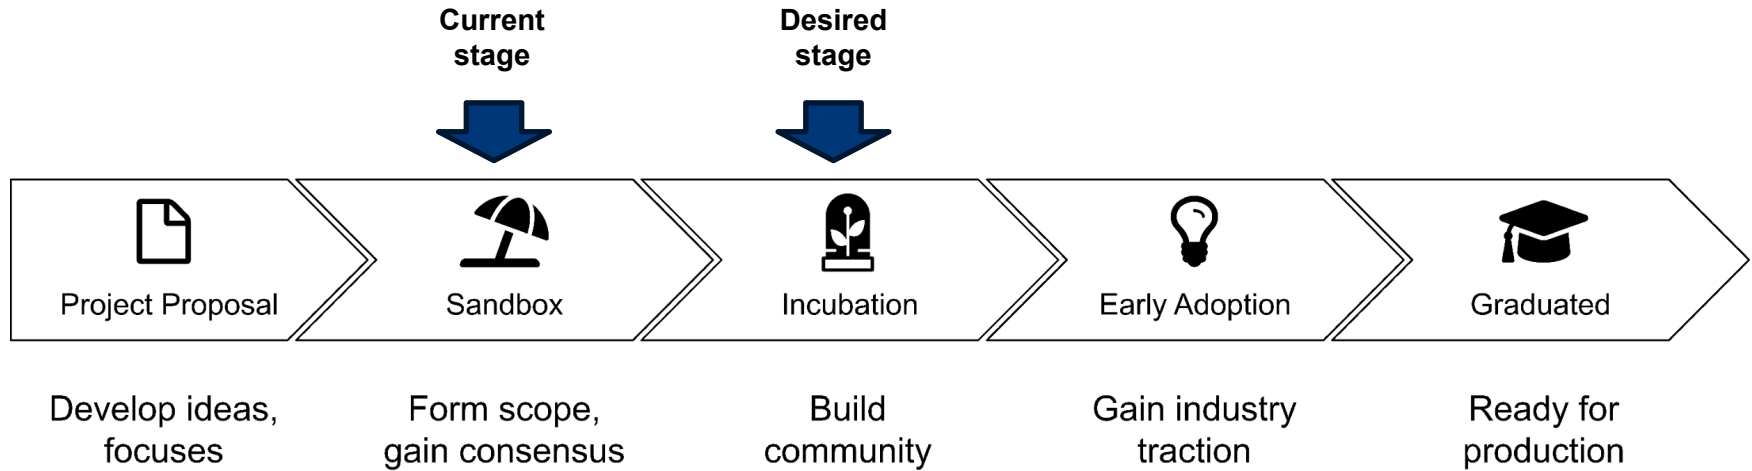 Current
stage
Desired
stage
Project Proposal
Sandbox
Incubation
Early Adoption
Graduated
Develop ideas,
focuses
Form scope,
gain consensus
Build
community
Gain industry
traction
Ready for
production